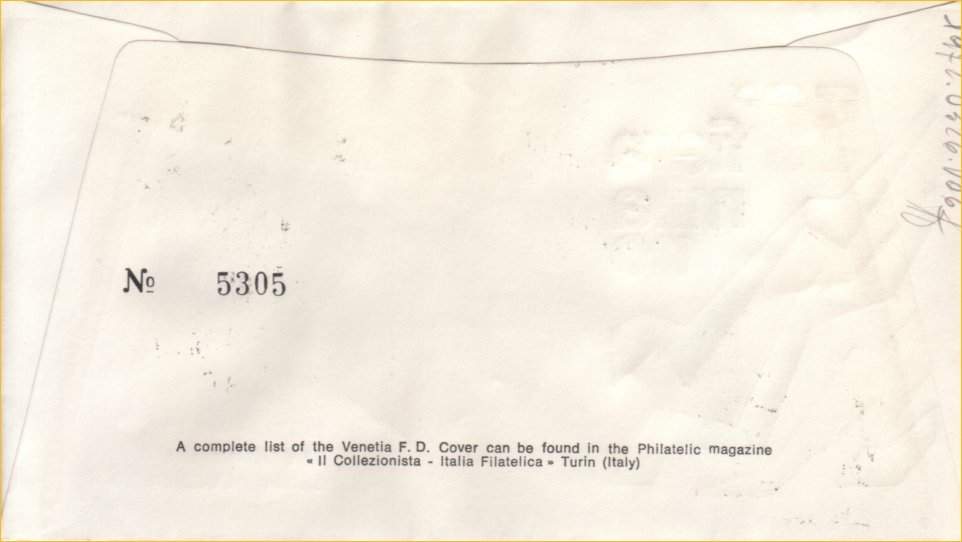 № 5305
A complete list of the Venetia F. D. Cover can be found in the Philatelic magazine
« Il Collezionista - Italia Filatelica » Turin (Italy)